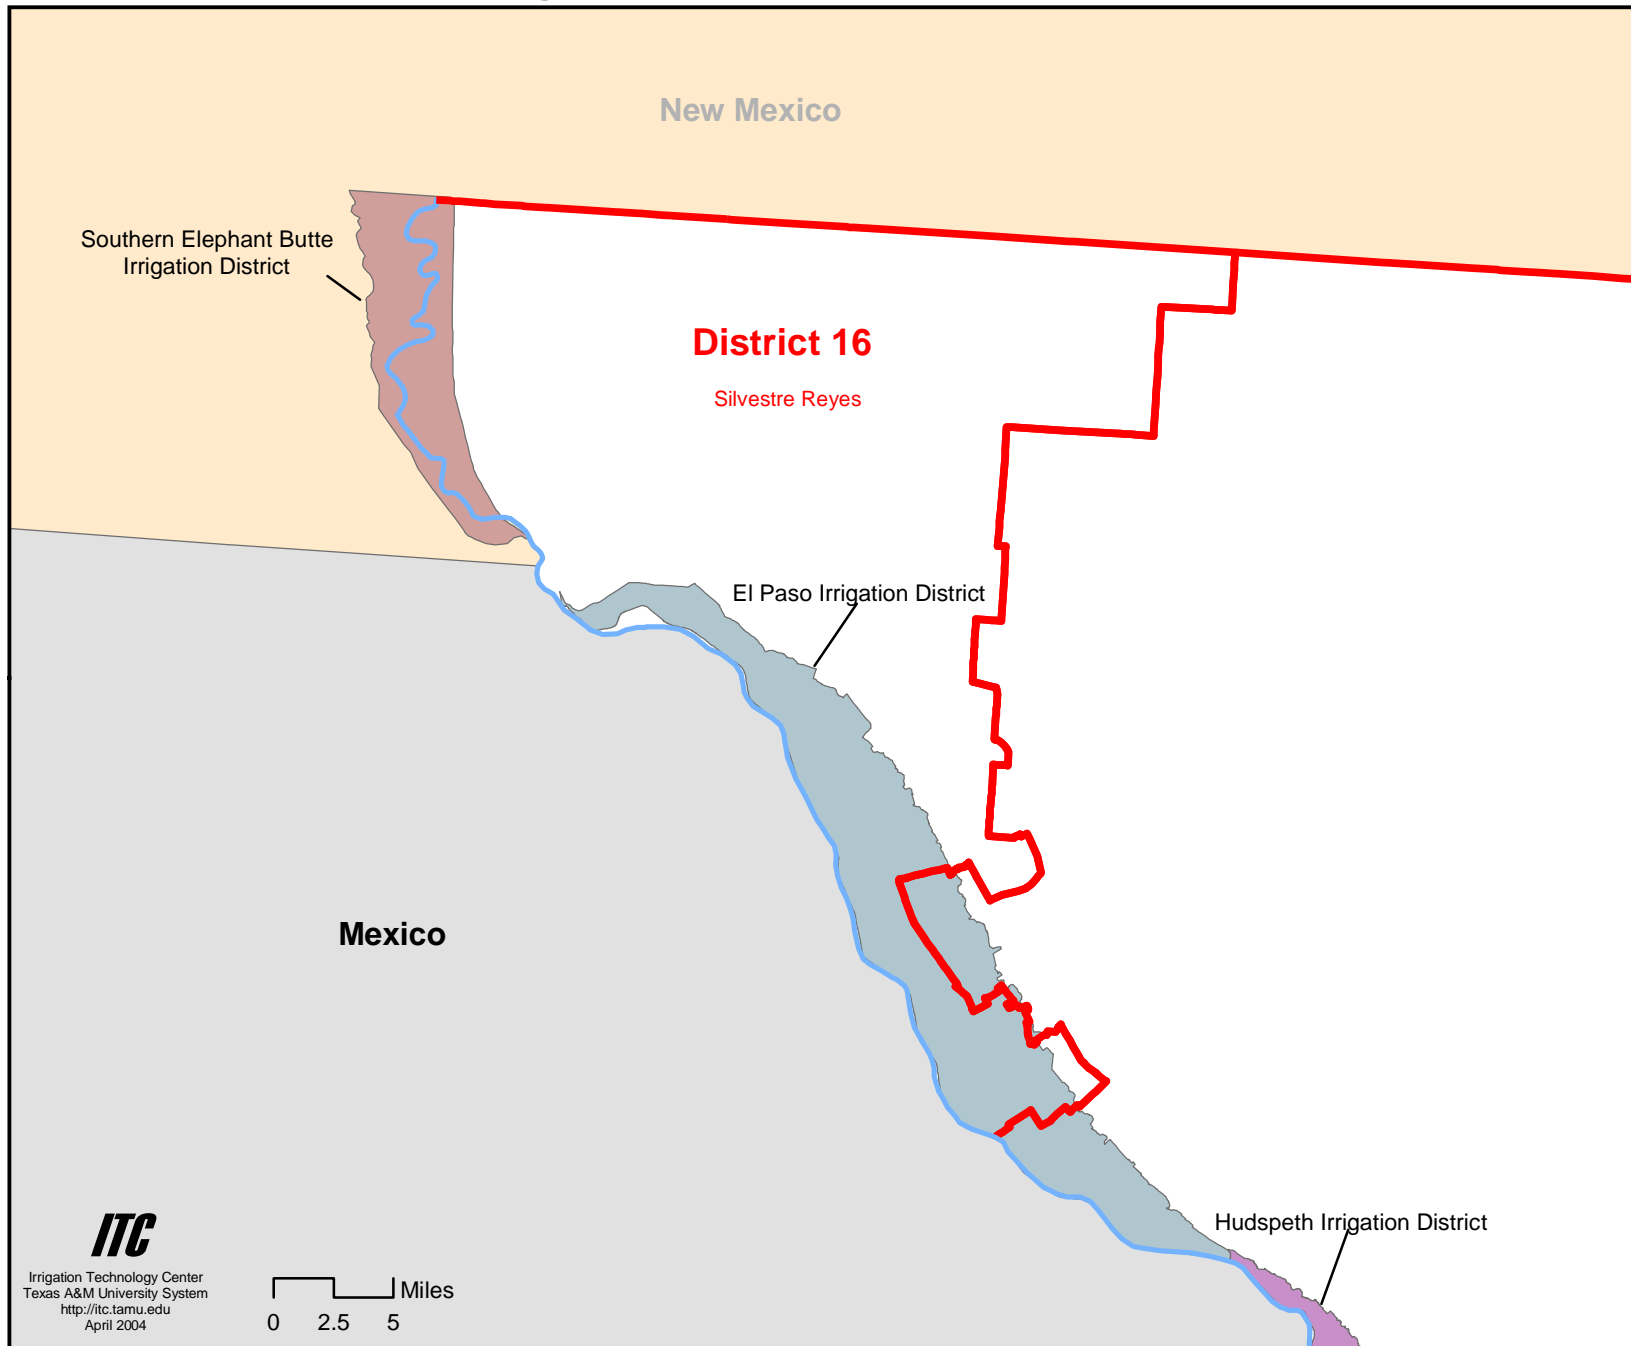 New Mexico
Southern Elephant Butte
Irrigation District
District 16
Silvestre Reyes
El Paso Irrigation District
Mexico
Hudspeth Irrigation District
ITC
Irrigation Technology Center
Texas A&M University System
http://itc.tamu.edu
April 2004
Miles
0 2.5 5